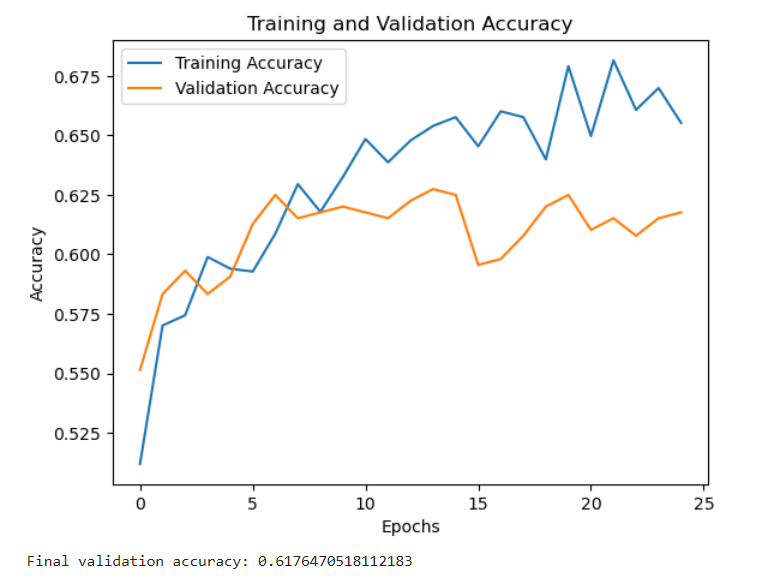 Training and Validation Accuracy
Training Accuracy
Validation Accuracy
0.675
0.650
0.625
0.600
0.575
0.550
0.525
Accuracy
0 5 10 15 20 25
Epochs
Final validation accuracy: 0.6176470518112183